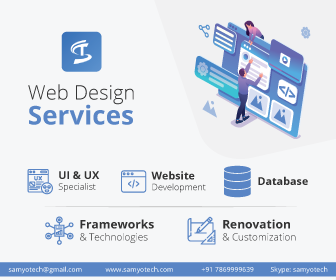 Web Design
Services
UI & UX
Specialist
Website
Development
Database
UX
Frameworks
& Technologies
Renovation
& Customization
samyotech@gmail.com
www.samyotech.com
+91 7869999639
Skype: samyotech